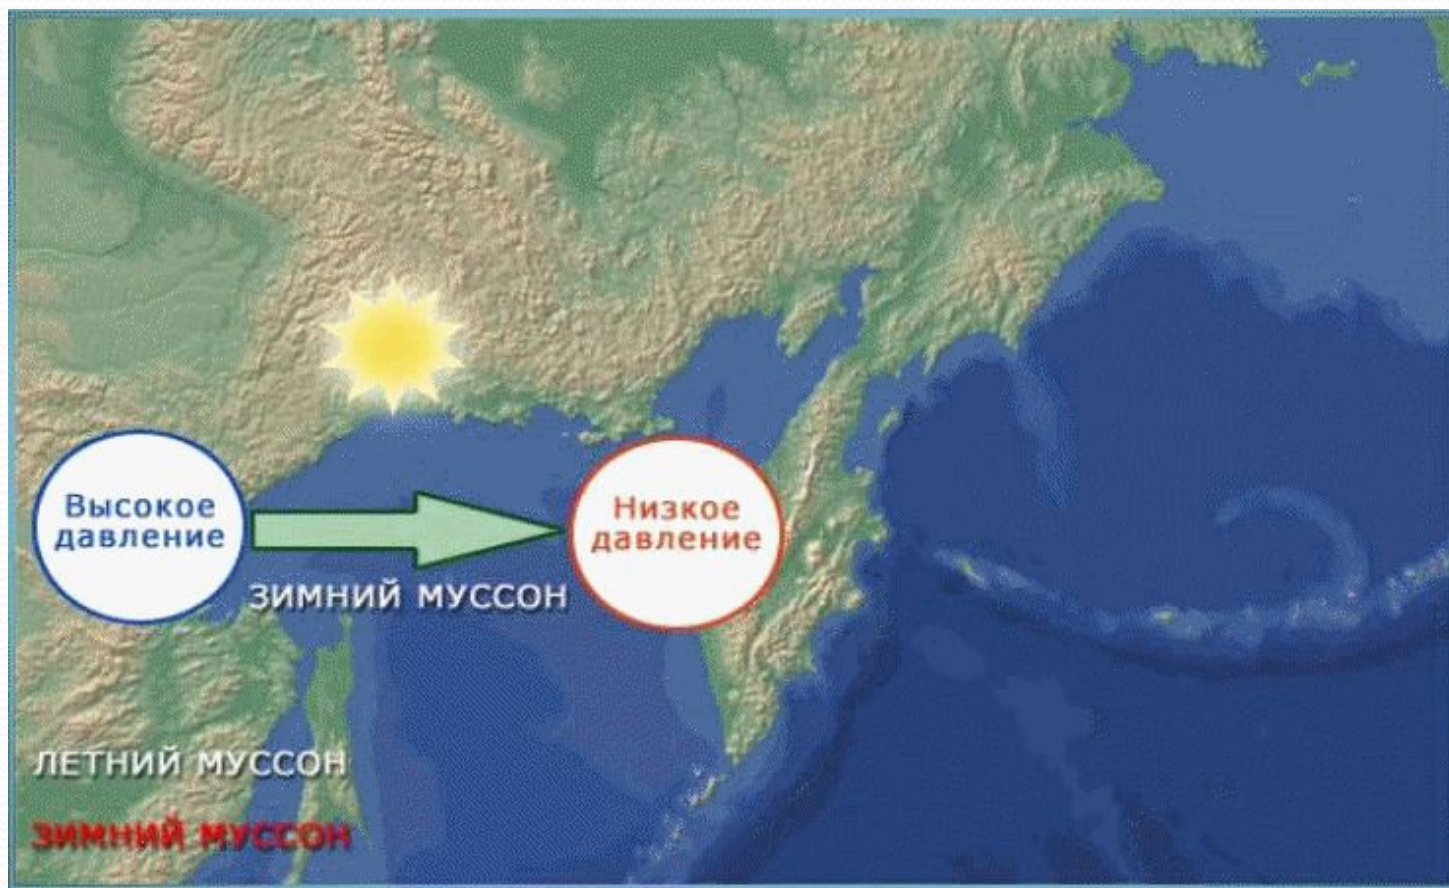 Высокое
давление
Низкое
давление
ЗИМНИЙ МУССОН
ЛЕТНИЙ МУССОН
ЗИМНИЙ МУССОН